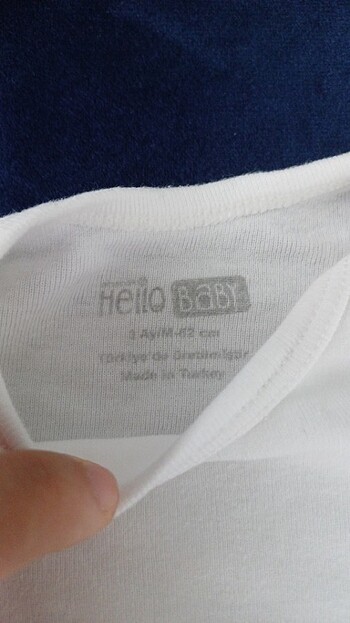 Hello BABY
3 Ay/M-62 cm
Türkiye'de Üretilmiştir
Made in Turkey